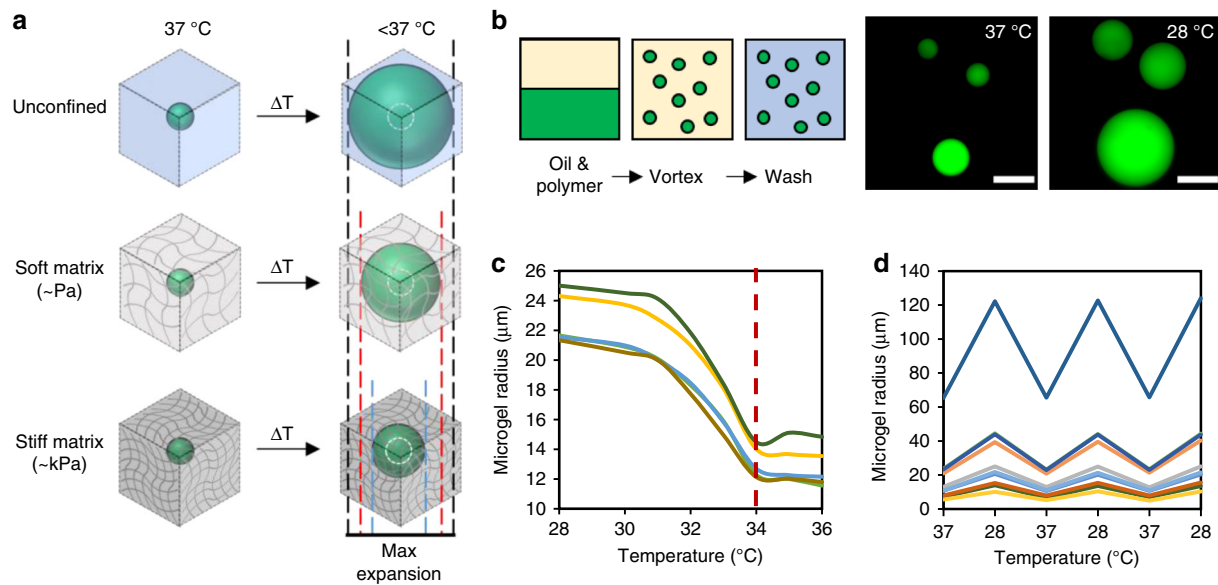 a
37 °C
<37 °C
Unconfined
ΔT
Soft matrix
(~Pa)
ΔT
Stiff matrix
(~kPa)
ΔT
Max
expansion
b
Oil &
polymer
Vortex
Wash
37 °C
28 °C
c
Microgel radius (μm)
26
24
22
20
18
16
14
12
10
28
30
32
34
36
Temperature (°C)
d
Microgel radius (μm)
140
120
100
80
60
40
20
0
37
28
37
28
37
28
Temperature (°C)